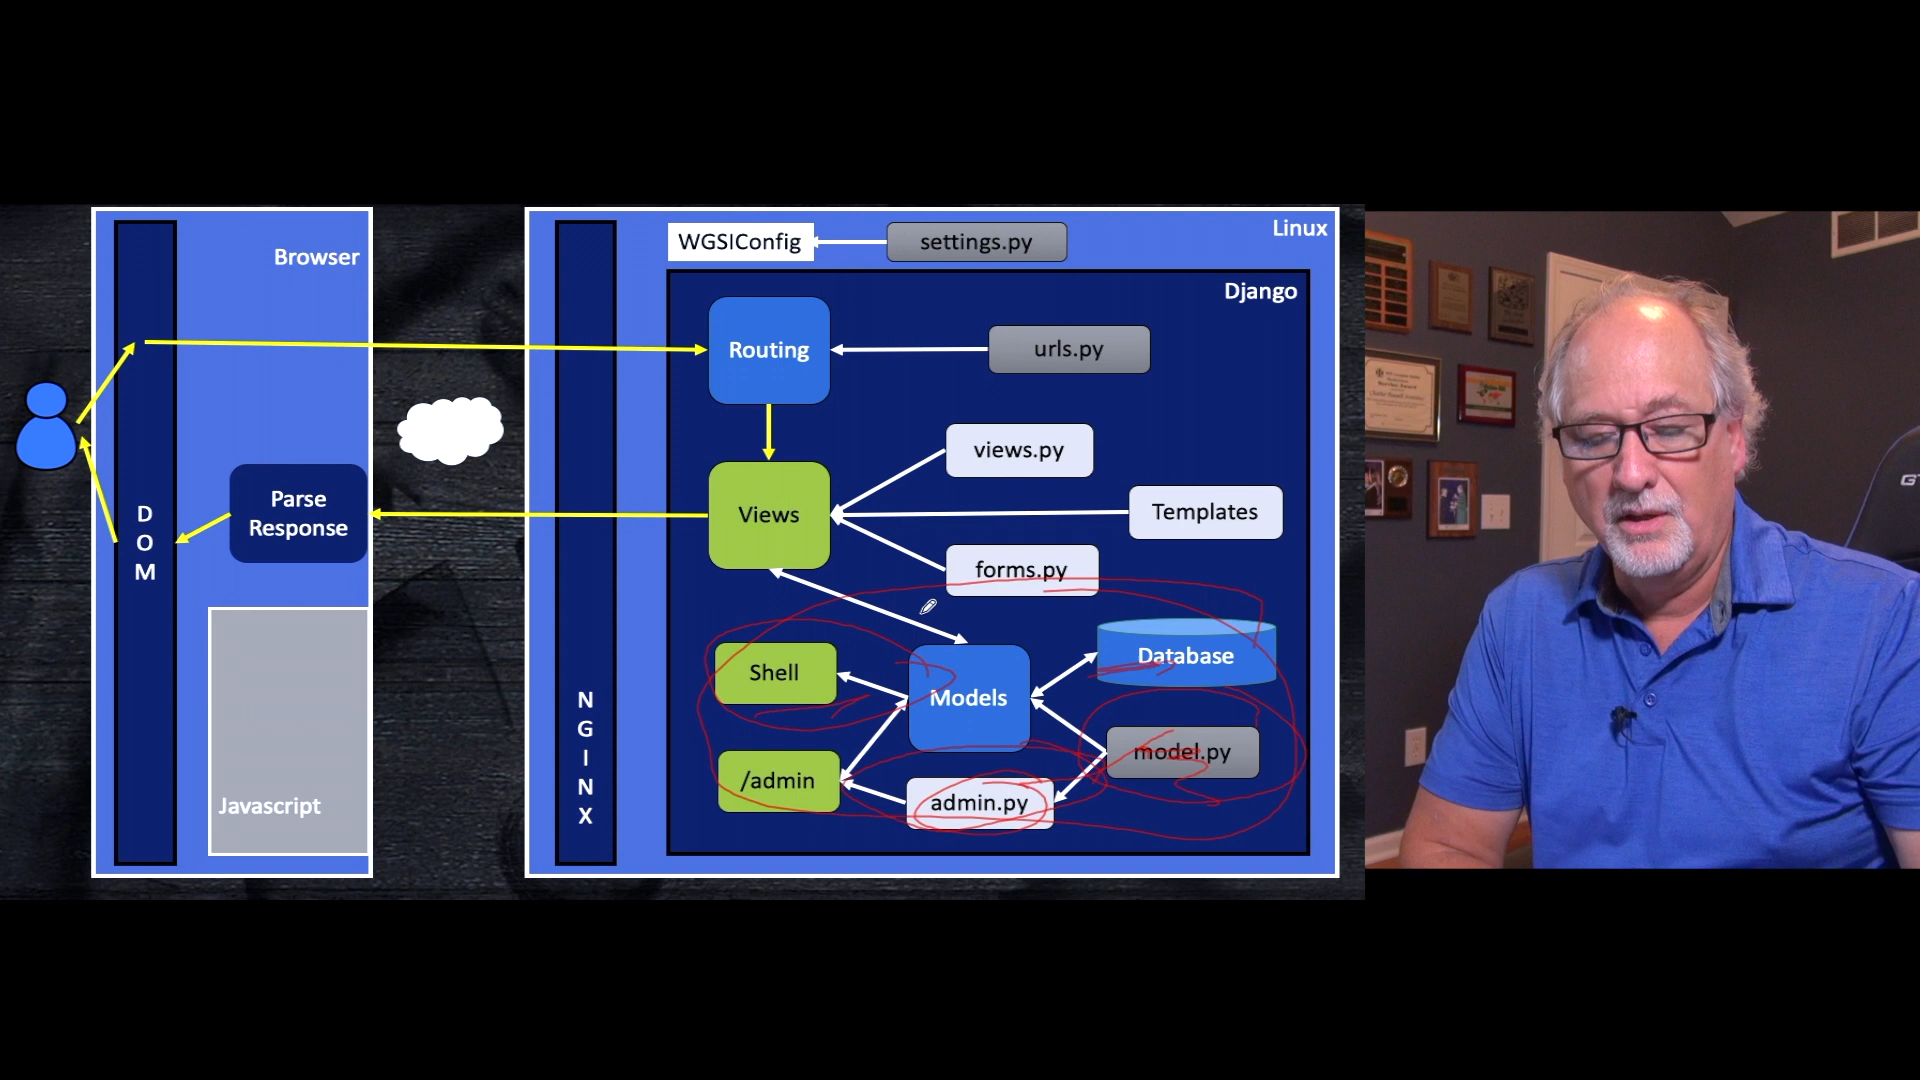 Browser
D
O
M
Parse
Response
Javascript
Linux
WGSIConfig
settings.py
N
G
I
N
X
Django
Routing
urls.py
Views
views.py
Templates
forms.py
Shell
Models
Database
/admin
admin.py
model.py